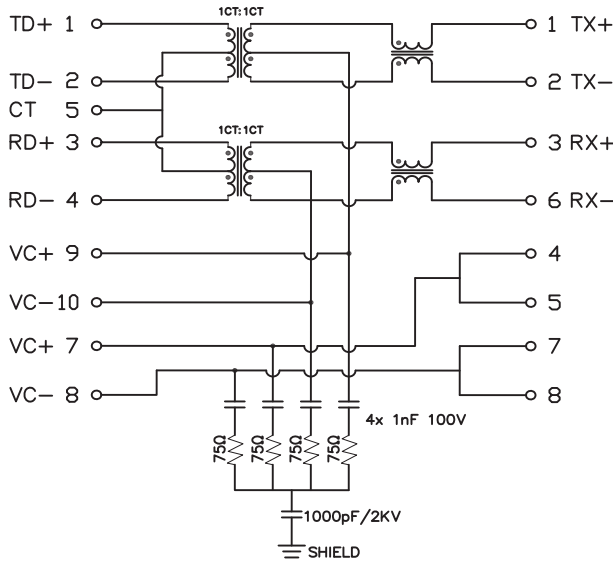 1CT:1CT
TD+ 1
1 TX+
TD- 2
2 TX-
CT 5
1CT:1CT
RD+ 3
3 RX+
RD- 4
6 RX-
VC+ 9
4
VC-10
5
VC+ 7
7
VC- 8
8
4x 1nF 100V
75Ω
75Ω
75Ω
75Ω
1000pF/2KV
SHIELD